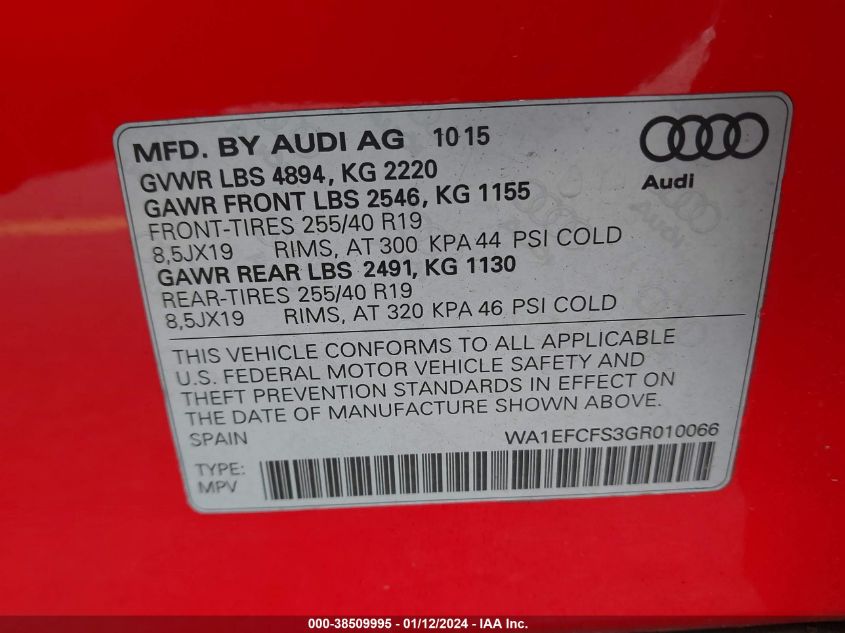 MFD. BY AUDI AG 10 15
GVWR LBS 4894, KG 2220
GAWR FRONT LBS 2546, KG 1155
FRONT-TIRES 255/40 R19
8,5JX19 RIMS, AT 300 KPA 44 PSI COLD
GAWR REAR LBS 2491, KG 1130
REAR-TIRES 255/40 R19
8,5JX19 RIMS, AT 320 KPA 46 PSI COLD
Audi
THIS VEHICLE CONFORMS TO ALL APPLICABLE
U.S. FEDERAL MOTOR VEHICLE SAFETY AND
THEFT PREVENTION STANDARDS IN EFFECT ON
THE DATE OF MANUFACTURE SHOWN ABOVE.
SPAIN WA1EFCFS3GR010066
TYPE:
MPV
000-38509995 - 01/12/2024 - IAA Inc.